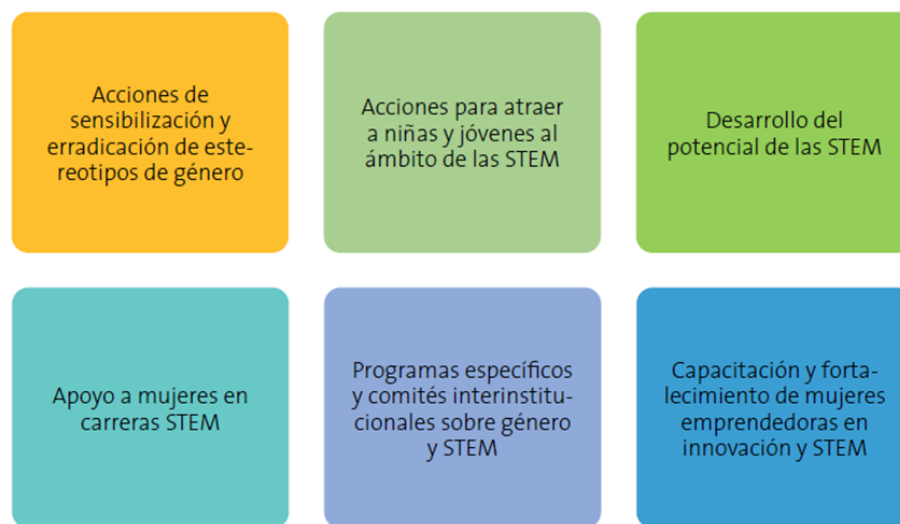 Acciones de
sensibilización y
erradicación de este-
reotipos de género
Acciones para atraer
a niñas y jóvenes al
ámbito de las STEM
Desarrollo del
potencial de las STEM
Apoyo a mujeres en
carreras STEM
Programas específicos
y comités interinstitu-
cionales sobre género
y STEM
Capacitación y forta-
lecimiento de mujeres
emprendedoras en
innovación y STEM